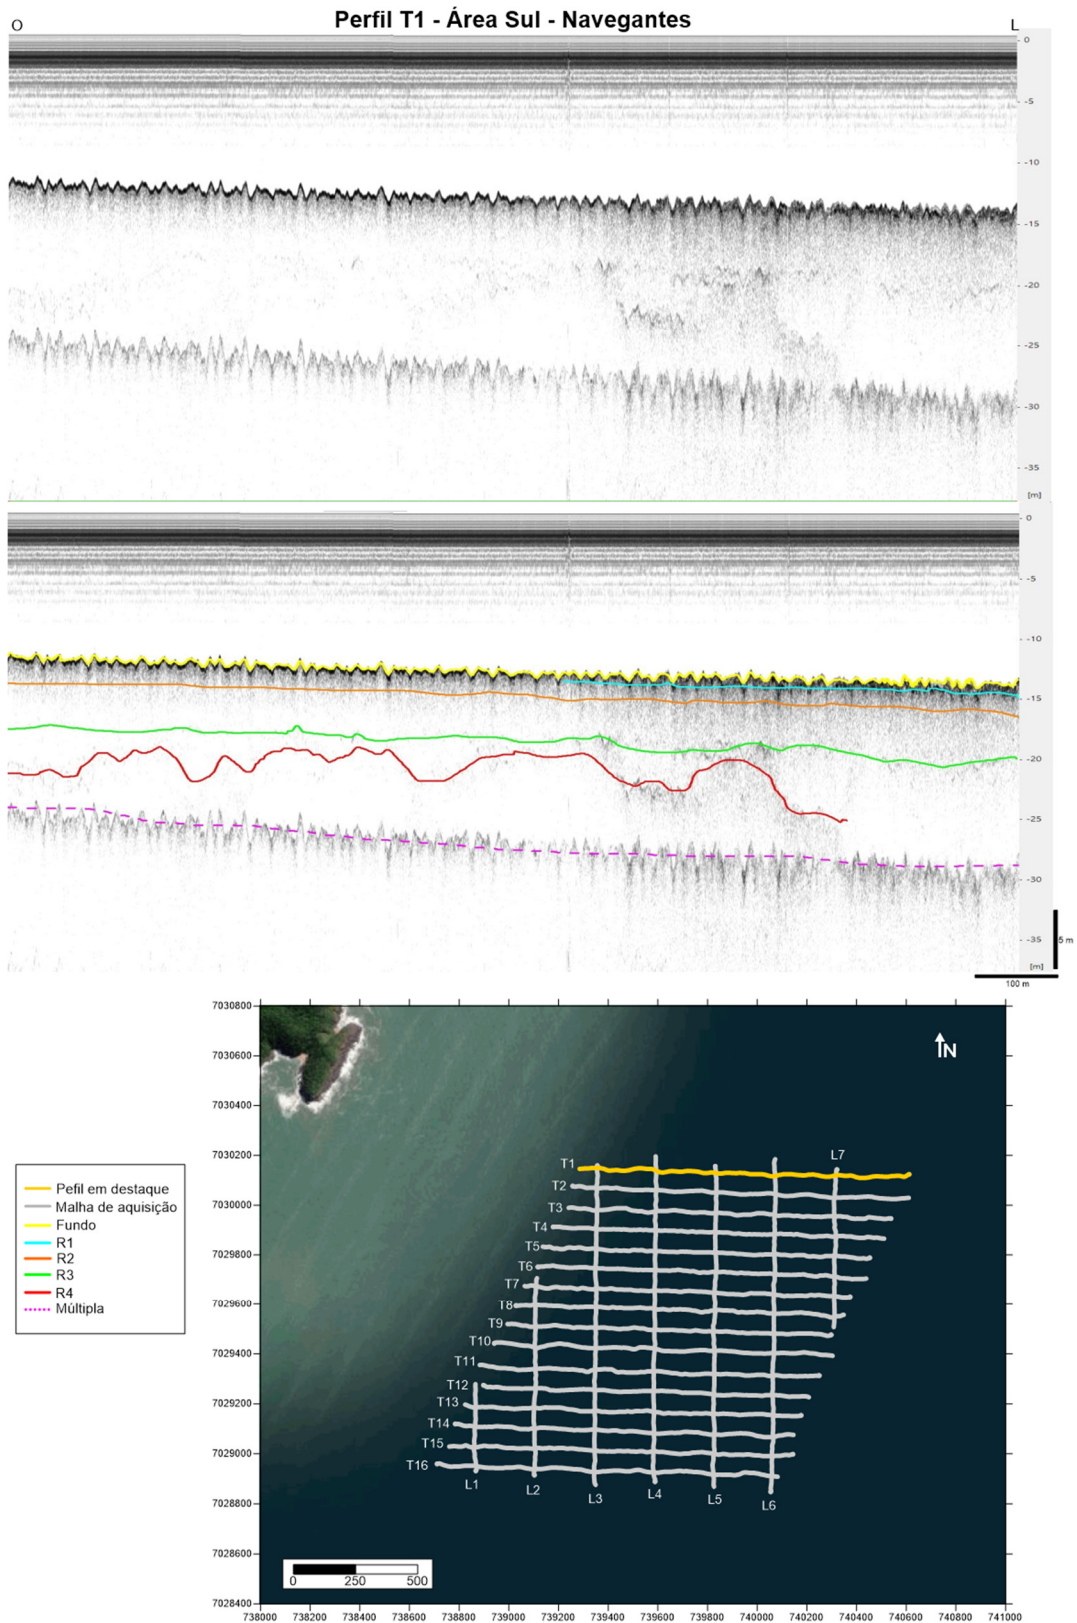 Perfil T1 - Área Sul - Navegantes
O
L
0
-5
-10
-15
-20
-25
-30
-35
[m]
0
-5
-10
-15
-20
-25
-30
-35
[m]
5 m
100 m
7030800
7030600
7030400
7030200
7030000
7029800
7029600
7029400
7029200
7029000
7028800
7028600
7028400
N
L7
T1
T2
T3
T4
T5
T6
T7
T8
T9
T10
T11
T12
T13
T14
T15
T16
L1
L2
L3
L4
L5
L6
Pefil em destaque
Malha de aquisição
Fundo
R1
R2
R3
R4
Múltipla
0 250 500
738000 738200 738400 738600 738800 739000 739200 739400 739600 739800 740000 740200 740400 740600 740800 741000